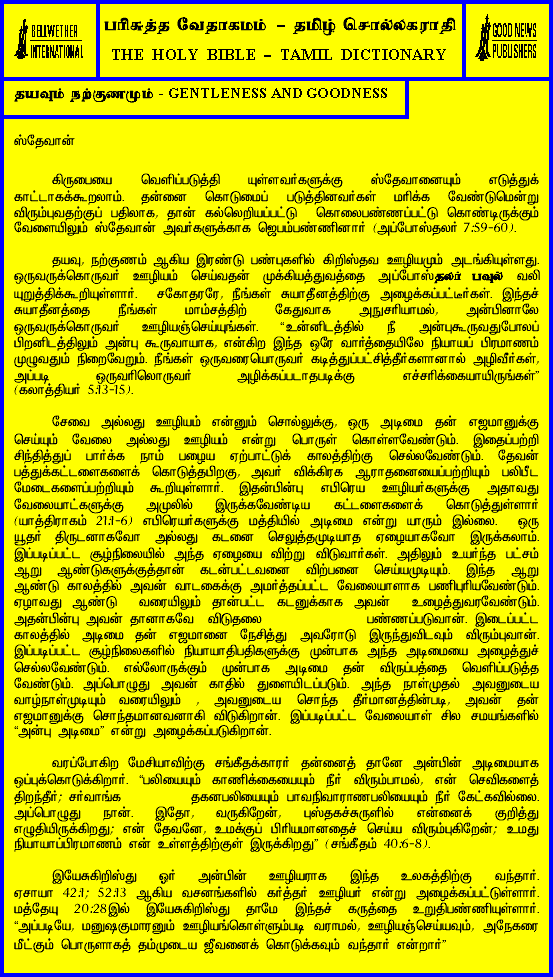 BELLWETHER
INTERNATIONAL
பரிசுத்த வேதாகமம் – தமிழ் சொல்லகராதி
THE HOLY BIBLE – TAMIL DICTIONARY
GOOD NEWS
PUBLISHERS
தயவும் நற்குணமும் - GENTLENESS AND GOODNESS
ஸ்தேவான்
கிருபையை வெளிப்படுத்தி யுள்ளவர்களுக்கு ஸ்தேவானையும் எடுத்துக்
காட்டாகக்கூறலாம். தன்னை கொடுமைப் படுத்தினவர்கள் மரிக்க வேண்டுமென்று
விரும்புவதற்குப் பதிலாக, தான் கல்லெறியப்பட்டு கொலைபண்ணப்பட்டு கொண்டிருக்கும்
வேளையிலும் ஸ்தேவான் அவர்களுக்காக ஜெபம்பண்ணினார் (அப்போஸ்தலர் 7:59-60).
தயவு, நற்குணம் ஆகிய இரண்டு பண்புகளில் கிறிஸ்தவ ஊழியமும் அடங்கியுள்ளது.
ஒருவருக்கொருவர் ஊழியம் செய்வதன் முக்கியத்துவத்தை அப்போஸ்தலர் பவுல் வலி
யுறுத்திக்கூறியுள்ளார். சகோதரரே, நீங்கள் சுயாதீனத்திற்கு அழைக்கப்பட்டீர்கள். இந்தச்
சுயாதீனத்தை நீங்கள் மாம்சத்திற் கேதுவாக அநுசரியாமல், அன்பினாலே
ஒருவருக்கொருவர் ஊழியஞ்செய்யுங்கள். “உன்னிடத்தில் நீ அன்புகூருவதுபோலப்
பிறனிடத்திலும் அன்பு கூருவாயாக, என்கிற இந்த ஒரே வார்த்தையிலே நியாயப் பிரமாணம்
முழுவதும் நிறைவேறும். நீங்கள் ஒருவரையொருவர் கடித்துப்பட்சித்தீர்களானால் அழிவீர்கள்,
அப்படி ஒருவரிலொருவர் அழிக்கப்படாதபடிக்கு எச்சரிக்கையாயிருங்கள்”
(கலாத்தியர் 5:13-15).
சேவை அல்லது ஊழியம் என்னும் சொல்லுக்கு, ஒரு அடிமை தன் எஜமானுக்கு
செய்யும் வேலை அல்லது ஊழியம் என்று பொருள் கொள்ளவேண்டும். இதைப்பற்றி
சிந்தித்துப் பார்க்க நாம் பழைய ஏற்பாட்டுக் காலத்திற்கு செல்லவேண்டும். தேவன்
பத்துக்கட்டளைகளைக் கொடுத்தபிறகு, அவர் விக்கிரக ஆராதனையைப்பற்றியும் பலிபீட
மேடைகளைப்பற்றியும் கூறியுள்ளார். இதன்பின்பு எபிரெய ஊழியர்களுக்கு அதாவது
வேலையாட்களுக்கு அமுலில் இருக்கவேண்டிய கட்டளைகளைக் கொடுத்துள்ளார்
(யாத்திராகமம் 21:1-6) எபிரெயர்களுக்கு மத்தியில் அடிமை என்று யாரும் இல்லை. ஒரு
யூதர் திருடனாகவோ அல்லது கடனை செலுத்தமுடியாத ஏழையாகவோ இருக்கலாம்.
இப்படிப்பட்ட சூழ்நிலையில் அந்த ஏழையை விற்று விடுவார்கள். அதிலும் உயர்ந்த பட்சம்
ஆறு ஆண்டுகளுக்குத்தான் கடன்பட்டவனை விற்பனை செய்யமுடியும். இந்த ஆறு
ஆண்டு காலத்தில் அவன் வாடகைக்கு அமர்த்தப்பட்ட வேலையாளாக பணிபுரியவேண்டும்.
ஏழாவது ஆண்டு வரையிலும் தான்பட்ட கடனுக்காக அவன் உழைத்துவரவேண்டும்.
அதன்பின்பு அவன் தானாகவே விடுதலை பண்ணப்படுவான். இடைப்பட்ட
காலத்தில் அடிமை தன் எஜமானை நேசித்து அவரோடு இருந்துவிடவும் விரும்புவான்.
இப்படிப்பட்ட சூழ்நிலைகளில் நியாயாதிபதிகளுக்கு முன்பாக அந்த அடிமையை அழைத்துச்
செல்லவேண்டும். எல்லோருக்கும் முன்பாக அடிமை தன் விருப்பத்தை வெளிப்படுத்த
வேண்டும். அப்பொழுது அவன் காதில் துளையிடப்படும். அந்த நாள்முதல் அவனுடைய
வாழ்நாள்முடியும் வரையிலும் , அவனுடைய சொந்த தீர்மானத்தின்படி, அவன் தன்
எஜமானுக்கு சொந்தமானவனாகி விடுகிறான். இப்படிப்பட்ட வேலையாள் சில சமயங்களில்
“அன்பு அடிமை” என்று அழைக்கப்படுகிறான்.
வரப்போகிற மேசியாவிற்கு சங்கீதக்காரர் தன்னைத் தானே அன்பின் அடிமையாக
ஒப்புக்கொடுக்கிறார். “பலியையும் காணிக்கையையும் நீர் விரும்பாமல், என் செவிகளைத்
திறந்தீர்; சர்வாங்க தகனபலியையும் பாவநிவாரணபலியையும் நீர் கேட்கவில்லை.
அப்பொழுது நான். இதோ, வருகிறேன், புஸ்தகச்சுருளில் என்னைக் குறித்து
எழுதியிருக்கிறது; என் தேவனே, உமக்குப் பிரியமானதைச் செய்ய விரும்புகிறேன்; உமது
நியாயப்பிரமாணம் என் உள்ளத்திற்குள் இருக்கிறது” (சங்கீதம் 40:6-8).
இயேசுகிறிஸ்து ஓர் அன்பின் ஊழியராக இந்த உலகத்திற்கு வந்தார்.
ஏசாயா 42:1; 52:13 ஆகிய வசனங்களில் கர்த்தர் ஊழியர் என்று அழைக்கப்பட்டுள்ளார்.
மத்தேயு 20:28இல் இயேசுகிறிஸ்து தாமே இந்தச் கருத்தை உறுதிபண்ணியுள்ளார்.
“அப்படியே, மனுஷகுமாரனும் ஊழியங்கொள்ளும்படி வராமல், ஊழியஞ்செய்யவும், அநேகரை
மீட்கும் பொருளாகத் தம்முடைய ஜீவனைக் கொடுக்கவும் வந்தார் என்றார்”